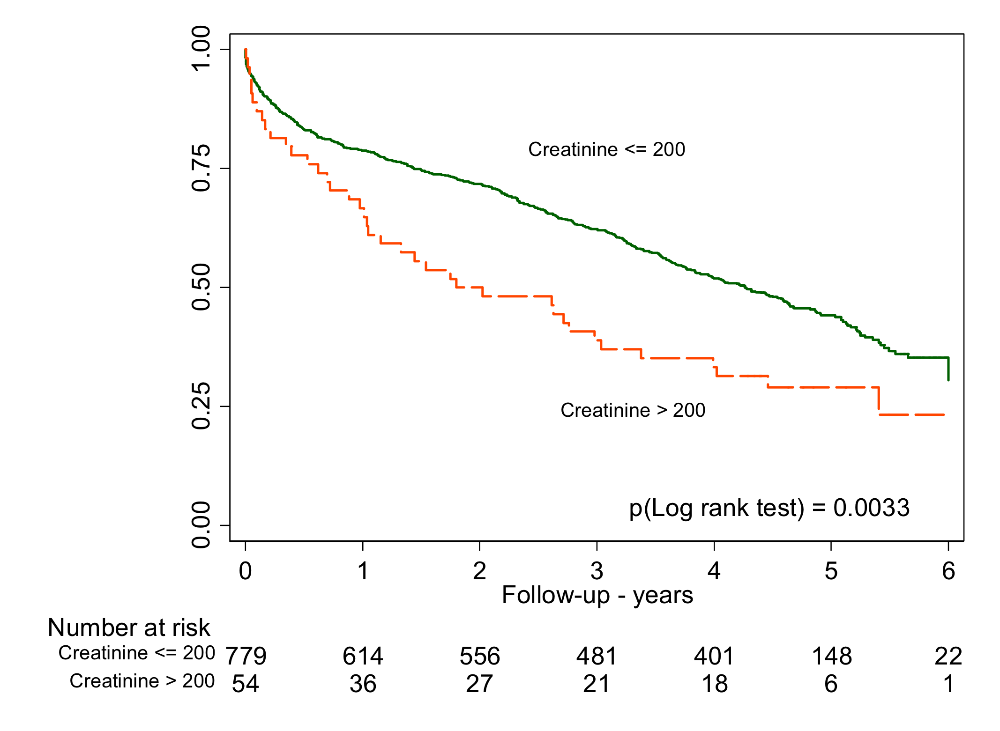 1.00
0.75
0.50
0.25
0.00
Creatinine <= 200
Creatinine > 200
p(Log rank test) = 0.0033
0 1 2 3 4 5 6
Follow-up - years
Number at risk
Creatinine <= 200 779 614 556 481 401 148 22
Creatinine > 200 54 36 27 21 18 6 1